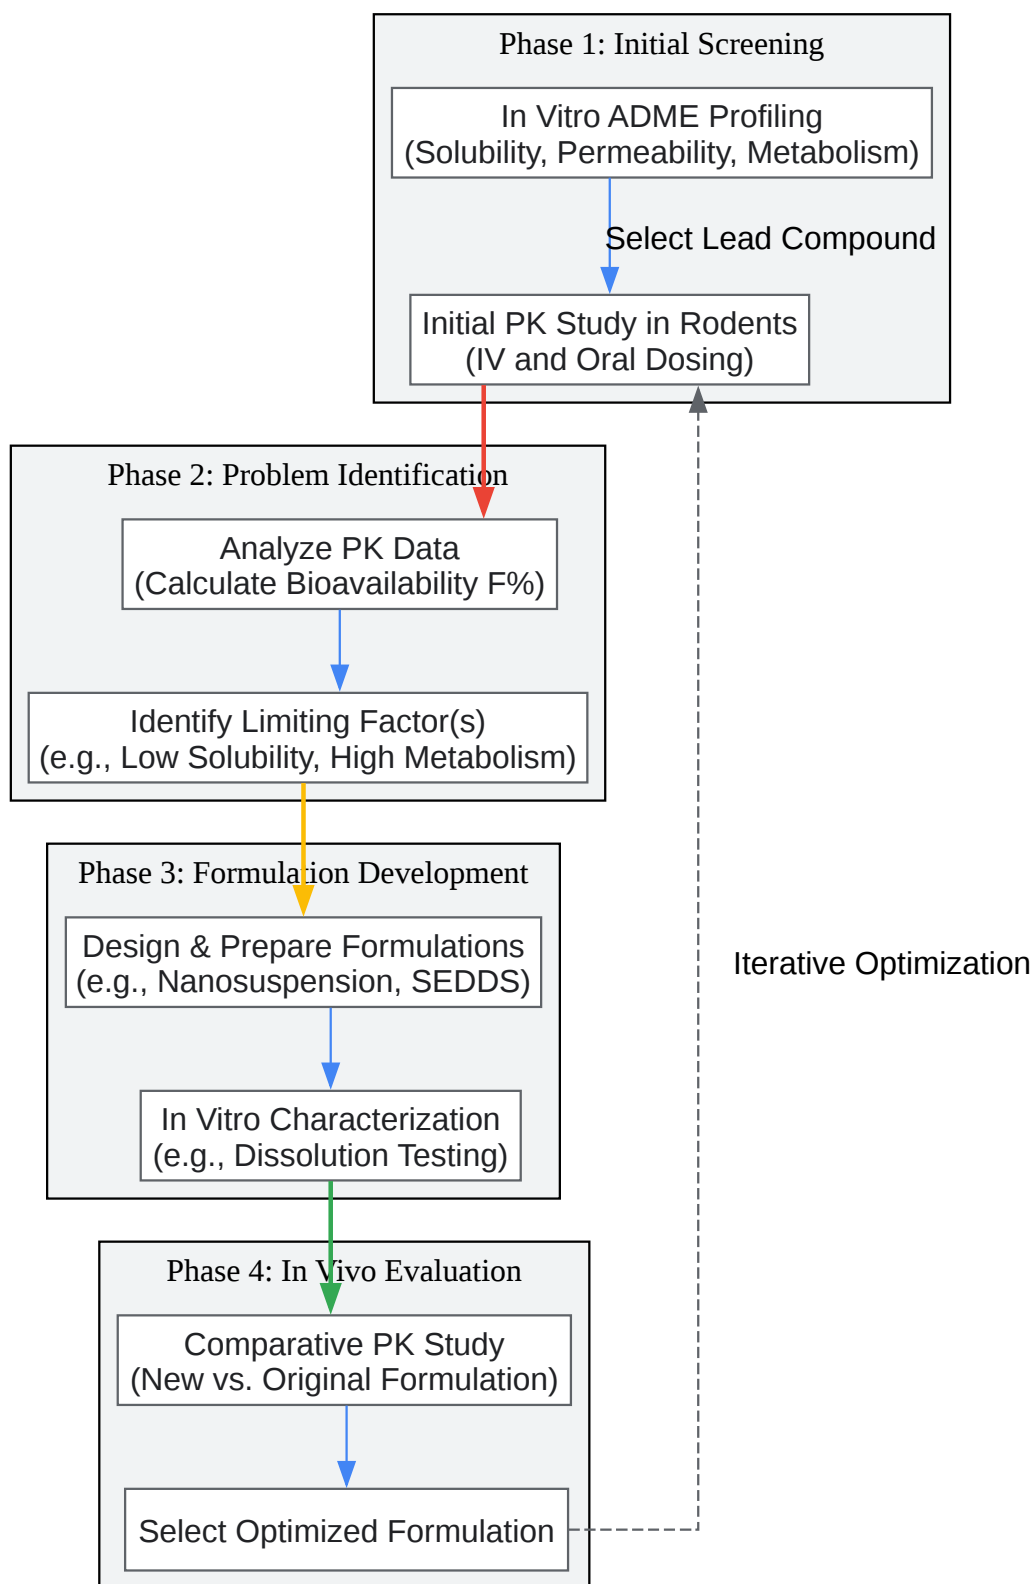 Phase 1: Initial Screening
In Vitro ADME Profiling
(Solubility, Permeability, Metabolism)
Select Lead Compound
Initial PK Study in Rodents
(IV and Oral Dosing)
Phase 2: Problem Identification
Analyze PK Data
(Calculate Bioavailability F%)
Identify Limiting Factor(s)
(e.g., Low Solubility, High Metabolism)
Phase 3: Formulation Development
Design & Prepare Formulations
(e.g., Nanosuspension, SEDDS)
Iterative Optimization
In Vitro Characterization
(e.g., Dissolution Testing)
Phase 4: In Vivo Evaluation
Comparative PK Study
(New vs. Original Formulation)
Select Optimized Formulation